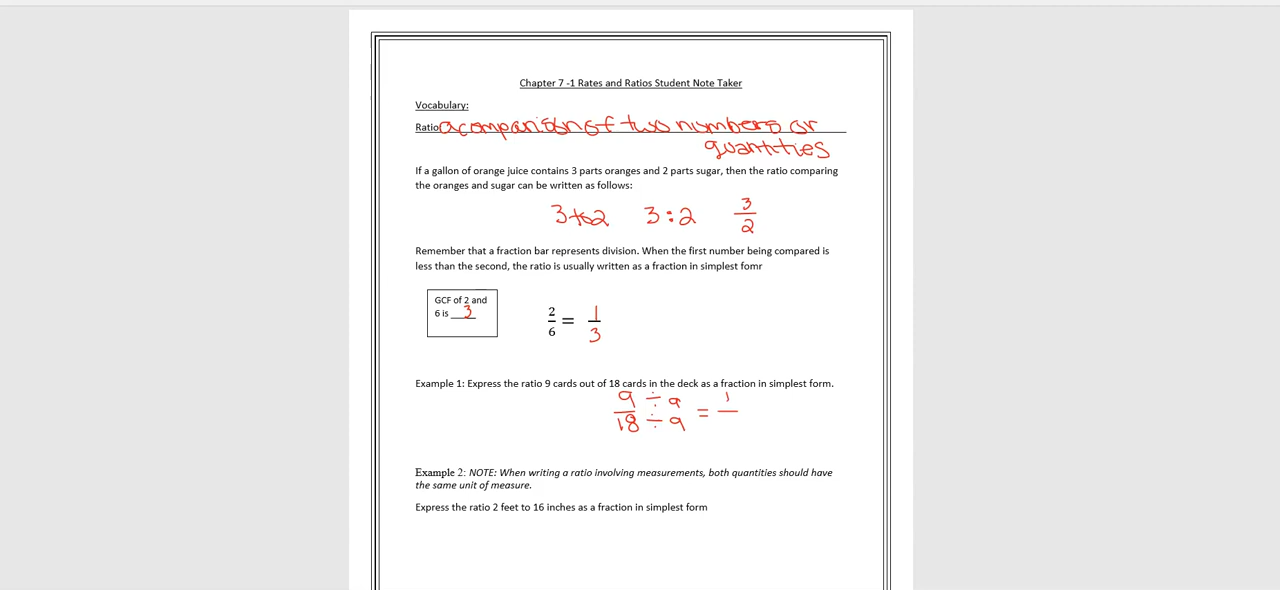 Chapter 7 -1 Rates and Ratios Student Note Taker
Vocabulary:
Ratio a comparison of two numbers or
quantities
If a gallon of orange juice contains 3 parts oranges and 2 parts sugar, then the ratio comparing
the oranges and sugar can be written as follows:
3 to 2 3:2 3/2
Remember that a fraction bar represents division. When the first number being compared is
less than the second, the ratio is usually written as a fraction in simplest fomr
GCF of 2 and
6 is 3
2/6 = 1/3
Example 1: Express the ratio 9 cards out of 18 cards in the deck as a fraction in simplest form.
9 ÷ 9
18 ÷ 9
= 1
Example 2: NOTE: When writing a ratio involving measurements, both quantities should have
the same unit of measure.
Express the ratio 2 feet to 16 inches as a fraction in simplest form